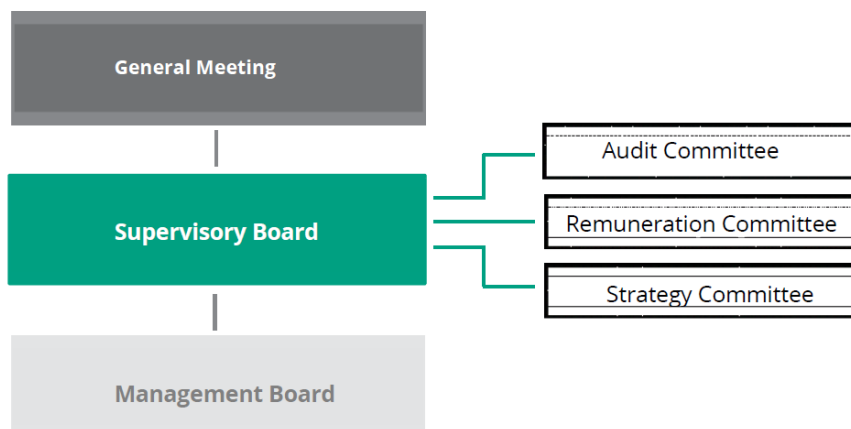 General Meeting
Supervisory Board
Audit Committee
Remuneration Committee
Strategy Committee
Management Board